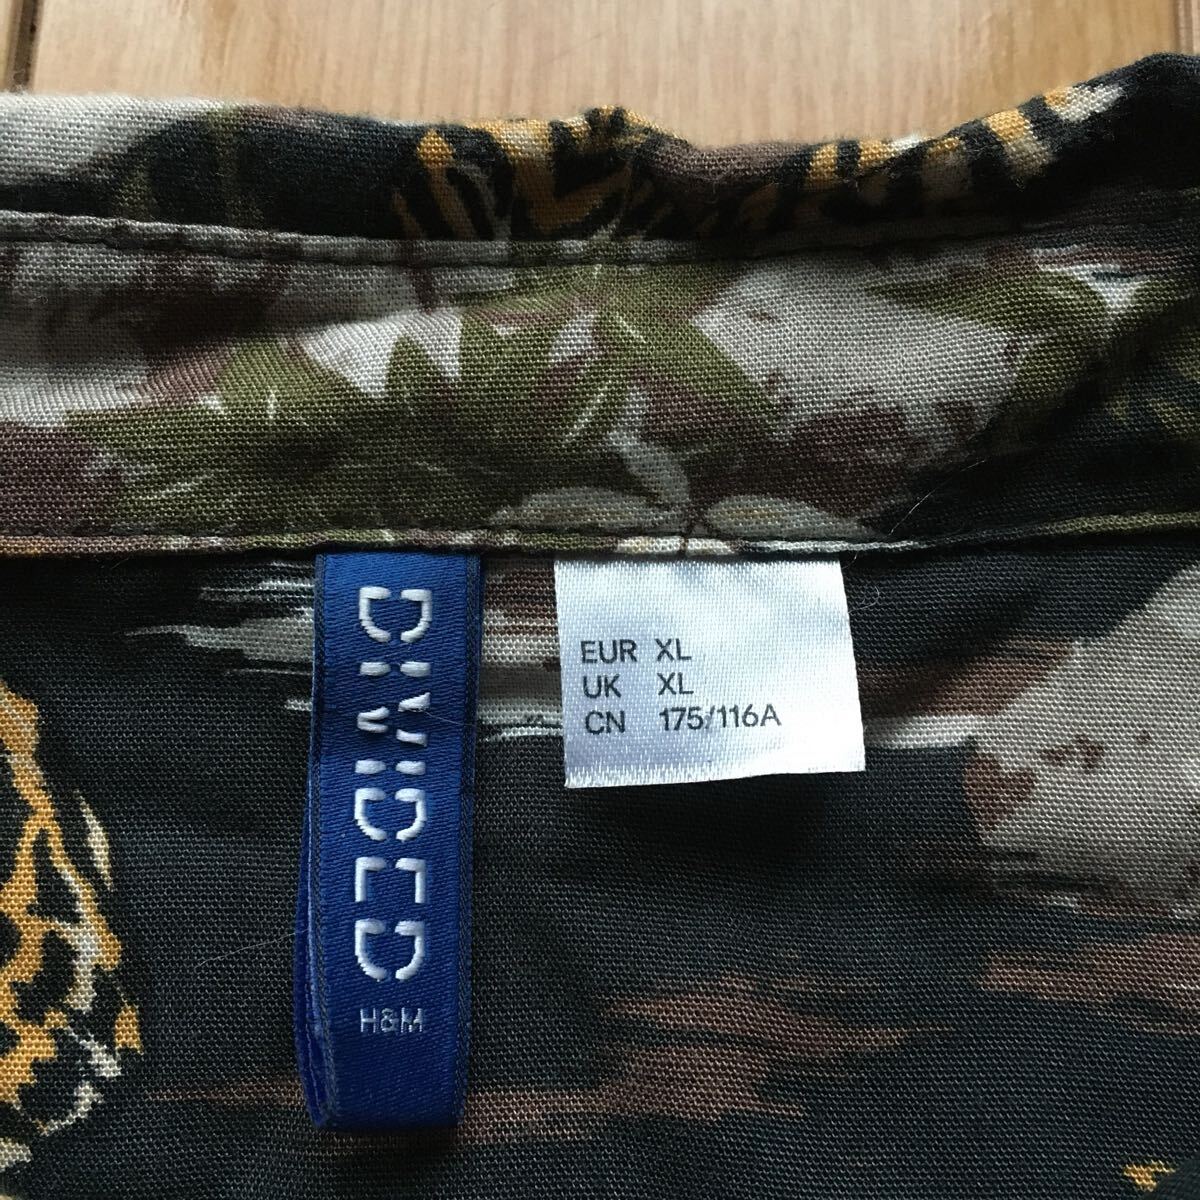 DIVIDED
H&M
EUR XL
UK XL
CN 175/116A